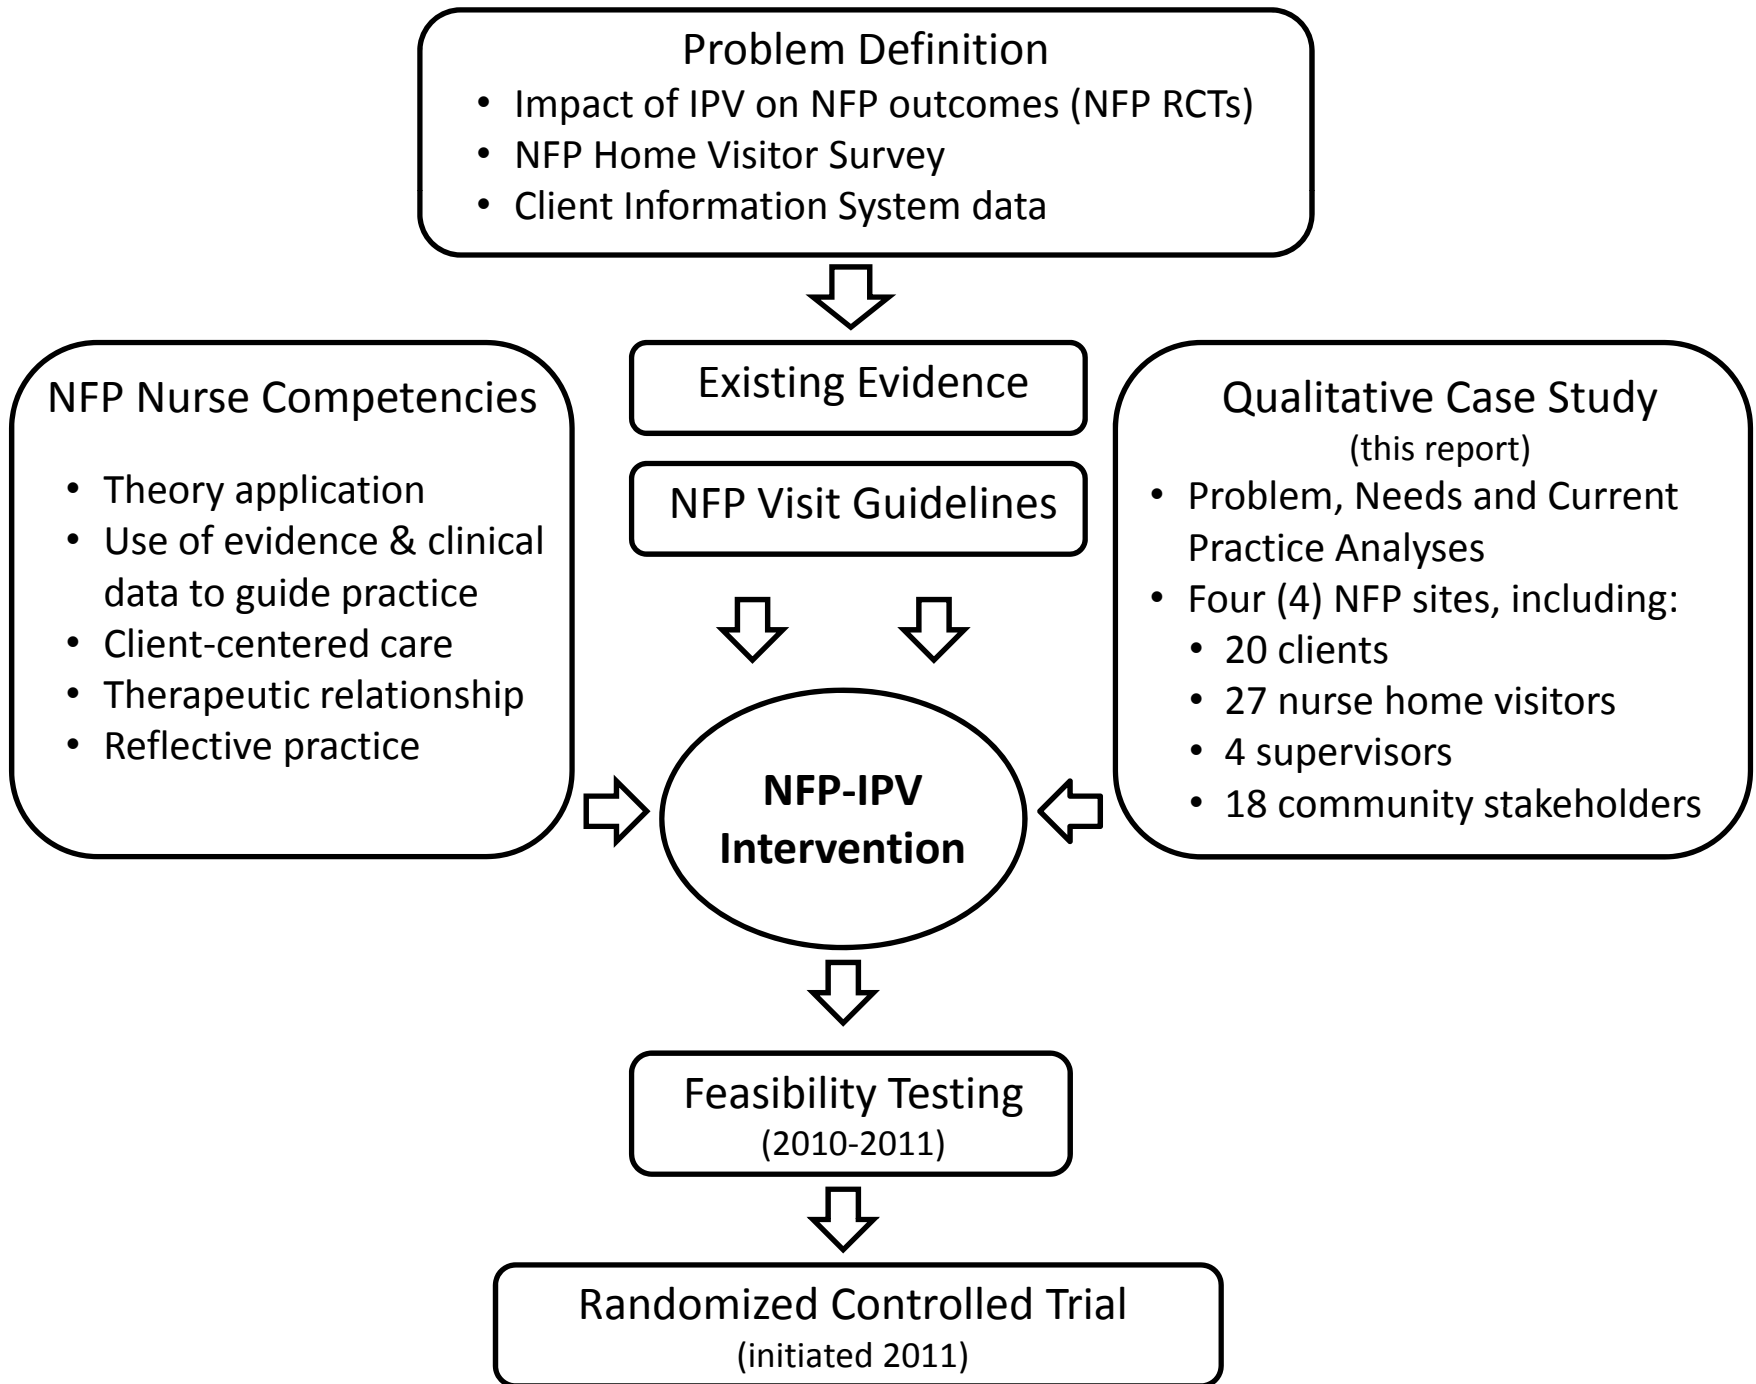 Problem Definition
• Impact of IPV on NFP outcomes (NFP RCTs)
• NFP Home Visitor Survey
• Client Information System data
NFP Nurse Competencies
• Theory application
• Use of evidence & clinical
data to guide practice
• Client-centered care
• Therapeutic relationship
• Reflective practice
Existing Evidence
NFP Visit Guidelines
Qualitative Case Study
(this report)
• Problem, Needs and Current
Practice Analyses
• Four (4) NFP sites, including:
• 20 clients
• 27 nurse home visitors
• 4 supervisors
• 18 community stakeholders
NFP-IPV
Intervention
Feasibility Testing
(2010-2011)
Randomized Controlled Trial
(initiated 2011)